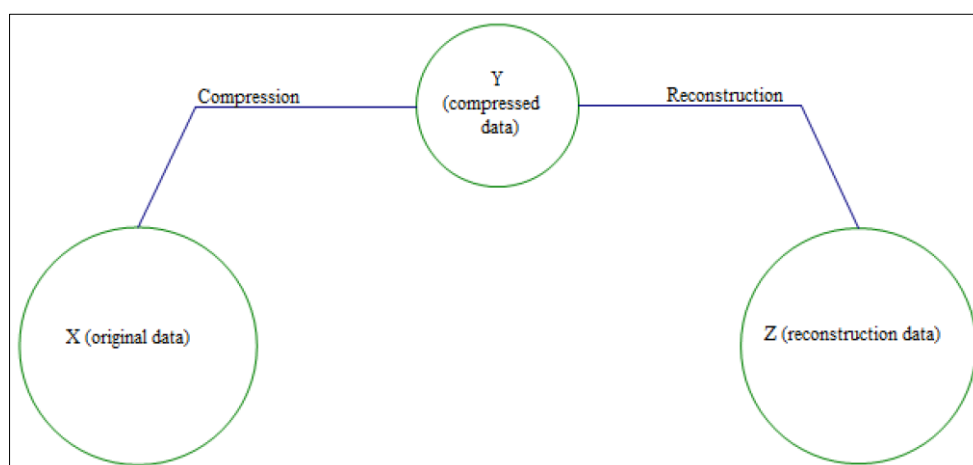 Compression
Y
(compressed
data)
Reconstruction
X (original data)
Z (reconstruction data)